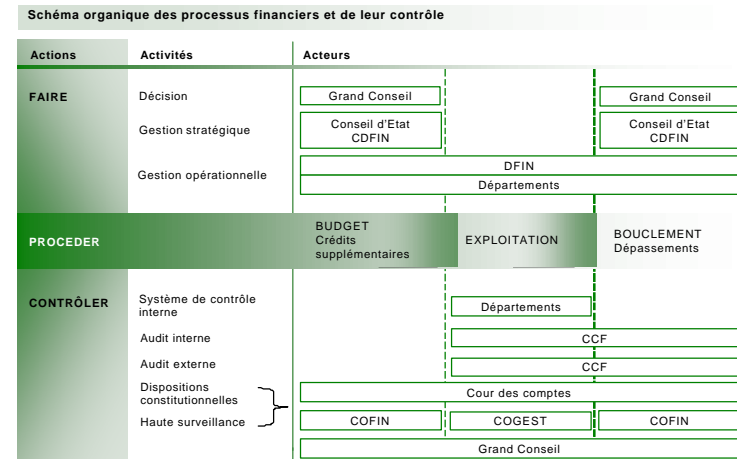 Schéma organique des processus financiers et de leur contrôle
Actions
Activités
Acteurs
FAIRE
Décision
Grand Conseil
Grand Conseil
Gestion stratégique
Conseil d'Etat
CDFIN
Conseil d'Etat
CDFIN
Gestion opérationnelle
DFIN
Départements
PROCEDER
BUDGET
Crédits
supplémentaires
EXPLOITATION
BOUCLEMENT
Dépassements
CONTRÔLER
Système de contrôle
interne
Départements
Audit interne
CCF
Audit externe
CCF
Dispositions
constitutionnelles
Cour des comptes
Haute surveillance
COFIN
COGEST
COFIN
Grand Conseil